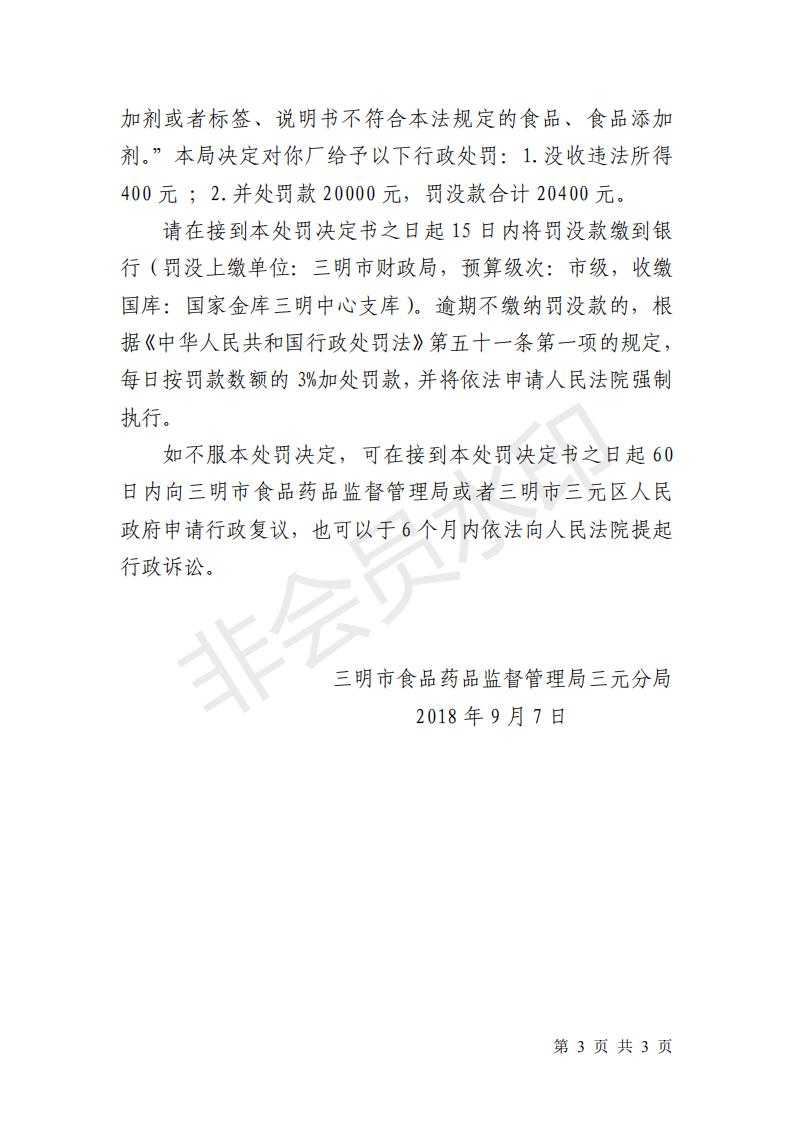 加剂或者标签、说明书不符合本法规定的食品、食品添加
剂。”本局决定对你厂给予以下行政处罚：1.没收违法所得
400元；2.并处罚款20000元，罚没款合计20400元。
请在接到本处罚决定书之日起15日内将罚没款缴到银
行（罚没上缴单位：三明市财政局，预算级次：市级，收缴
国库：国家金库三明中心支库）。逾期不缴纳罚没款的，根
据《中华人民共和国行政处罚法》第五十一条第一项的规定，
每日按罚款数额的3%加处罚款，并将依法申请人民法院强制
执行。
如不服本处罚决定，可在接到本处罚决定书之日起60
日内向三明市食品药品监督管理局或者三明市三元区人民
政府申请行政复议，也可以于6个月内依法向人民法院提起
行政诉讼。
非会员水印
三明市食品药品监督管理局三元分局
2018年9月7日
第 3 页 共 3 页